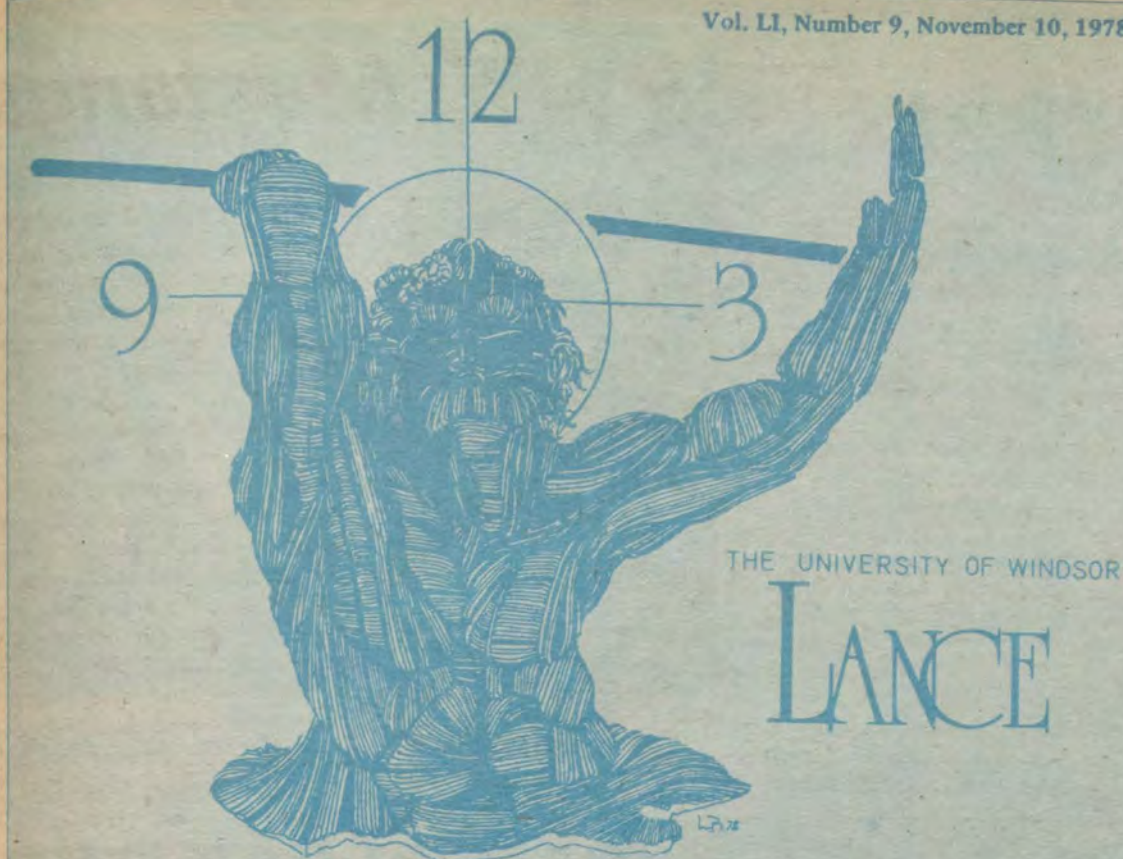 Vol. LI, Number 9, November 10, 1978
12
9
3
THE UNIVERSITY OF WINDSOR
LANCE